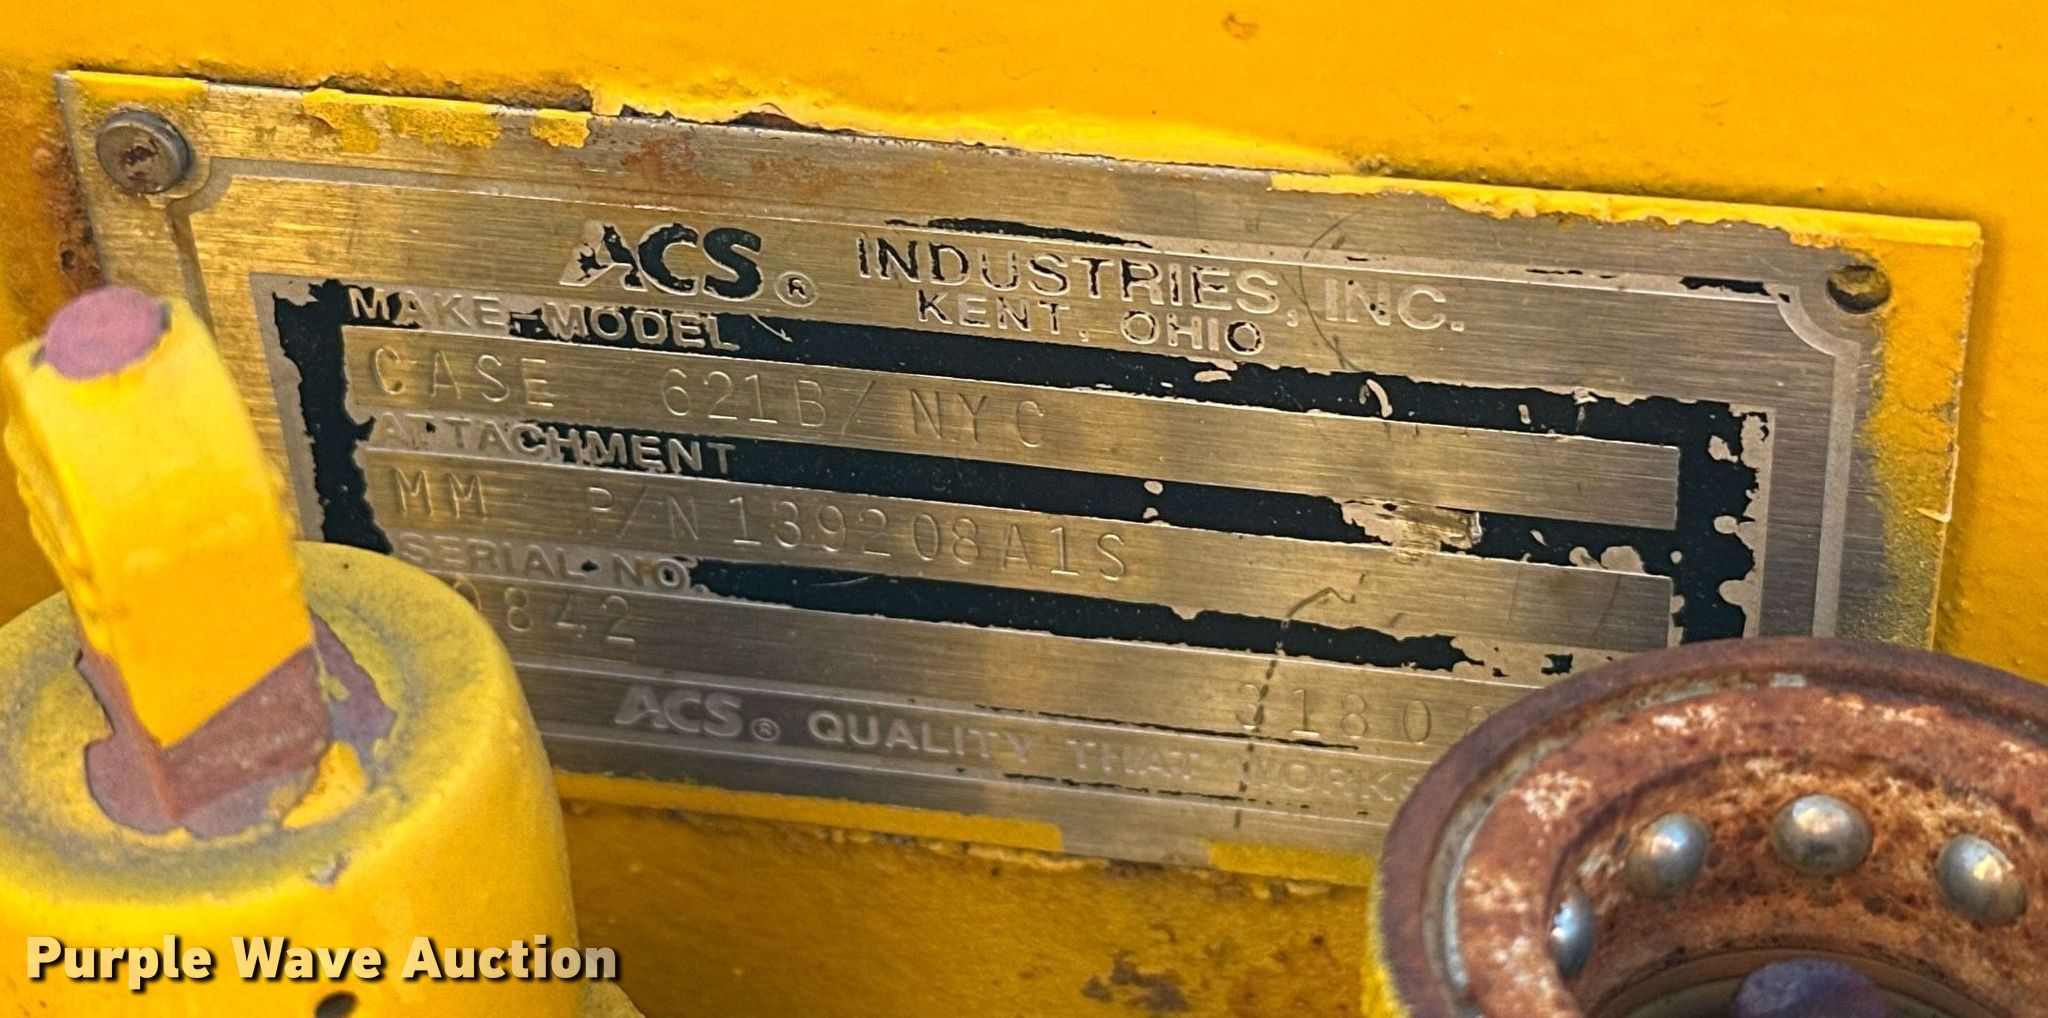 ACS® INDUSTRIES, INC.
KENT, OHIO
MAKE-MODEL
CASE 621B/NYC
ATTACHMENT
MM P/N139208A1S
SERIAL NO.
ACS® QUALITY THAT WORKS
Purple Wave Auction